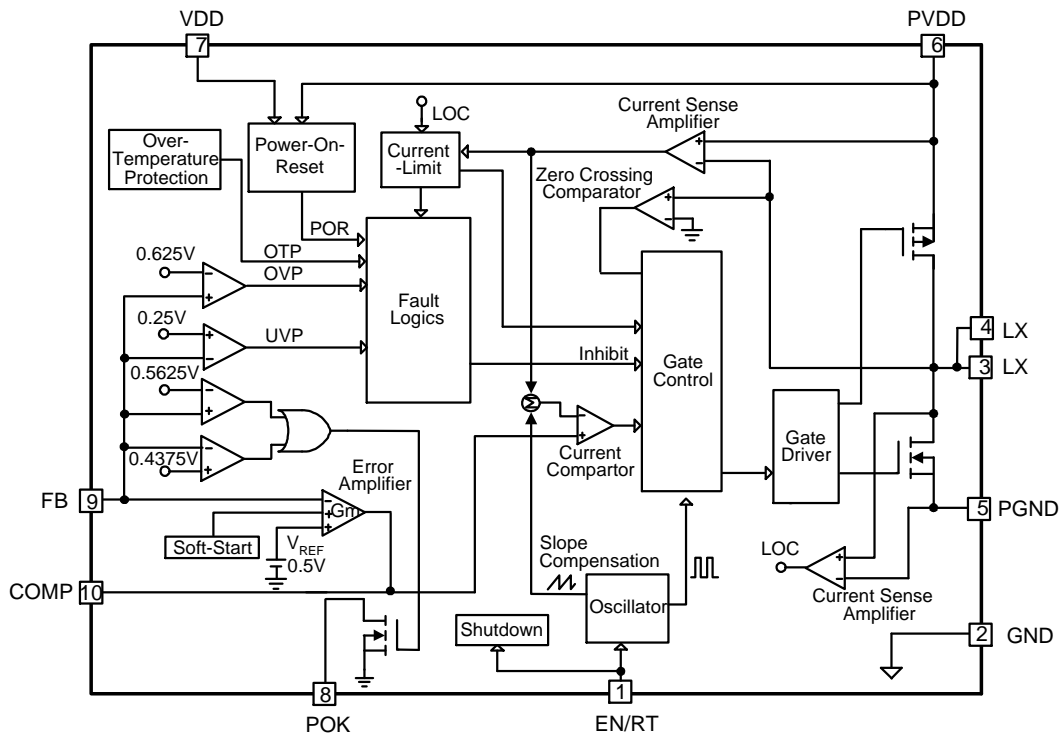 VDD
7
PVDD
6
LOC
Current Sense
Amplifier
Over-
Temperature
Protection
Power-On-
Reset
Current
-Limit
Zero Crossing
Comparator
POR
OTP
OVP
0.625V
Fault
Logics
0.25V
UVP
Inhibit
Gate
Control
4
LX
3
LX
0.5625V
Σ
Gate
Driver
0.4375V
Current
Compartor
Error
Amplifier
FB
9
Gm
5
PGND
Soft-Start
VREF
0.5V
Slope
Compensation
LOC
COMP
10
Oscillator
Current Sense
Amplifier
Shutdown
2
GND
8
POK
1
EN/RT